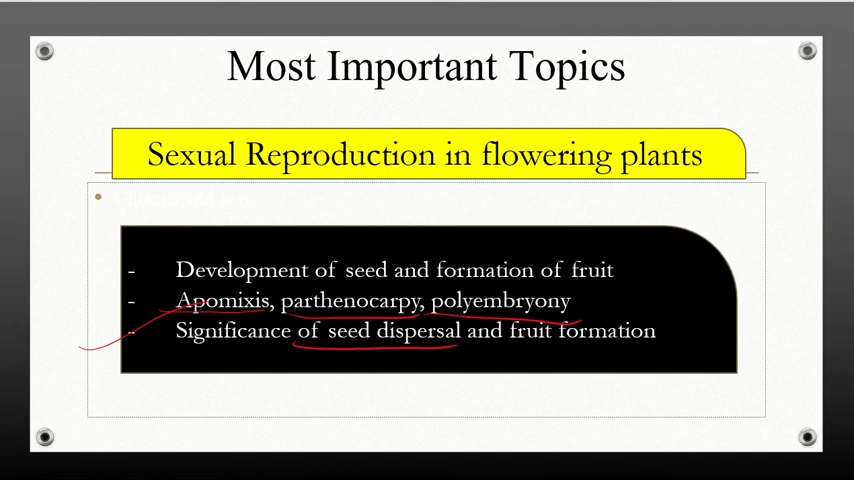 Most Important Topics
Sexual Reproduction in flowering plants
- Development of seed and formation of fruit
- Apomixis, parthenocarpy, polyembryony
- Significance of seed dispersal and fruit formation